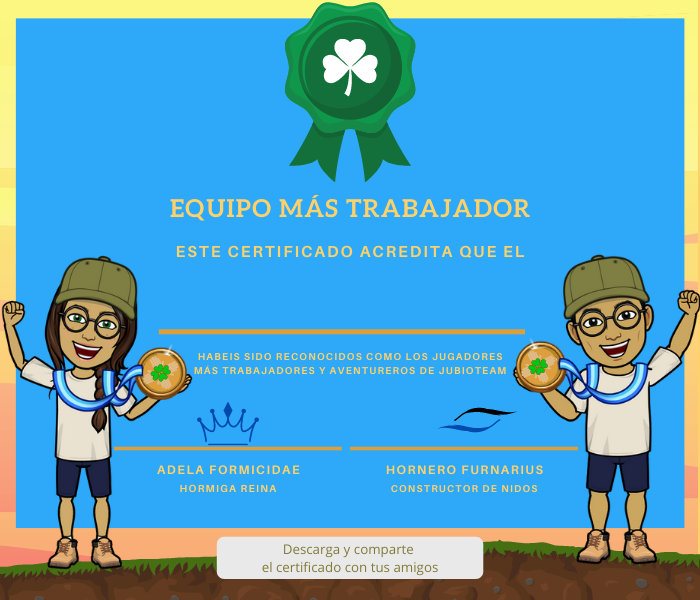 EQUIPO MÁS TRABAJADOR
ESTE CERTIFICADO ACREDITA QUE EL
HABEIS SIDO RECONOCIDOS COMO LOS JUGADORES
MÁS TRABAJADORES Y AVENTUREROS DE JUBIOTEAM
ADELA FORMICIDAE
HORMIGA REINA
HORNERO FURNARIUS
CONSTRUCTOR DE NIDOS
Descarga y comparte
el certificado con tus amigos